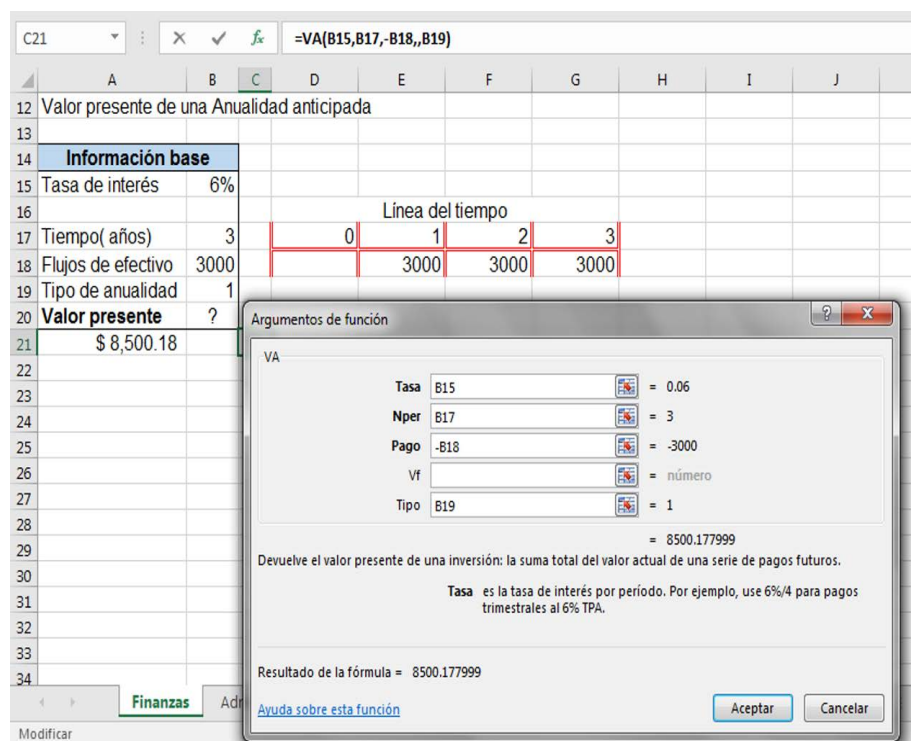 C21 fx =VA(B15,B17,-B18,,B19)
A B C D E F G H I J
12 Valor presente de una Anualidad anticipada
13
14 Información base
15 Tasa de interés 6%
16 Línea del tiempo
17 Tiempo( años) 3 0 1 2 3
18 Flujos de efectivo 3000 3000 3000 3000
19 Tipo de anualidad 1
20 Valor presente ?
21 $ 8,500.18
22
23
24
25
26
27
28
29
30
31
32
33
34
Argumentos de función ? X
VA
Tasa B15 = 0.06
Nper B17 = 3
Pago -B18 = -3000
Vf = número
Tipo B19 = 1
= 8500.177999
Devuelve el valor presente de una inversión: la suma total del valor actual de una serie de pagos futuros.
Tasa es la tasa de interés por período. Por ejemplo, use 6%/4 para pagos
trimestrales al 6% TPA.
Resultado de la fórmula = 8500.177999
Ayuda sobre esta función Aceptar Cancelar
Finanzas Adr
Modificar